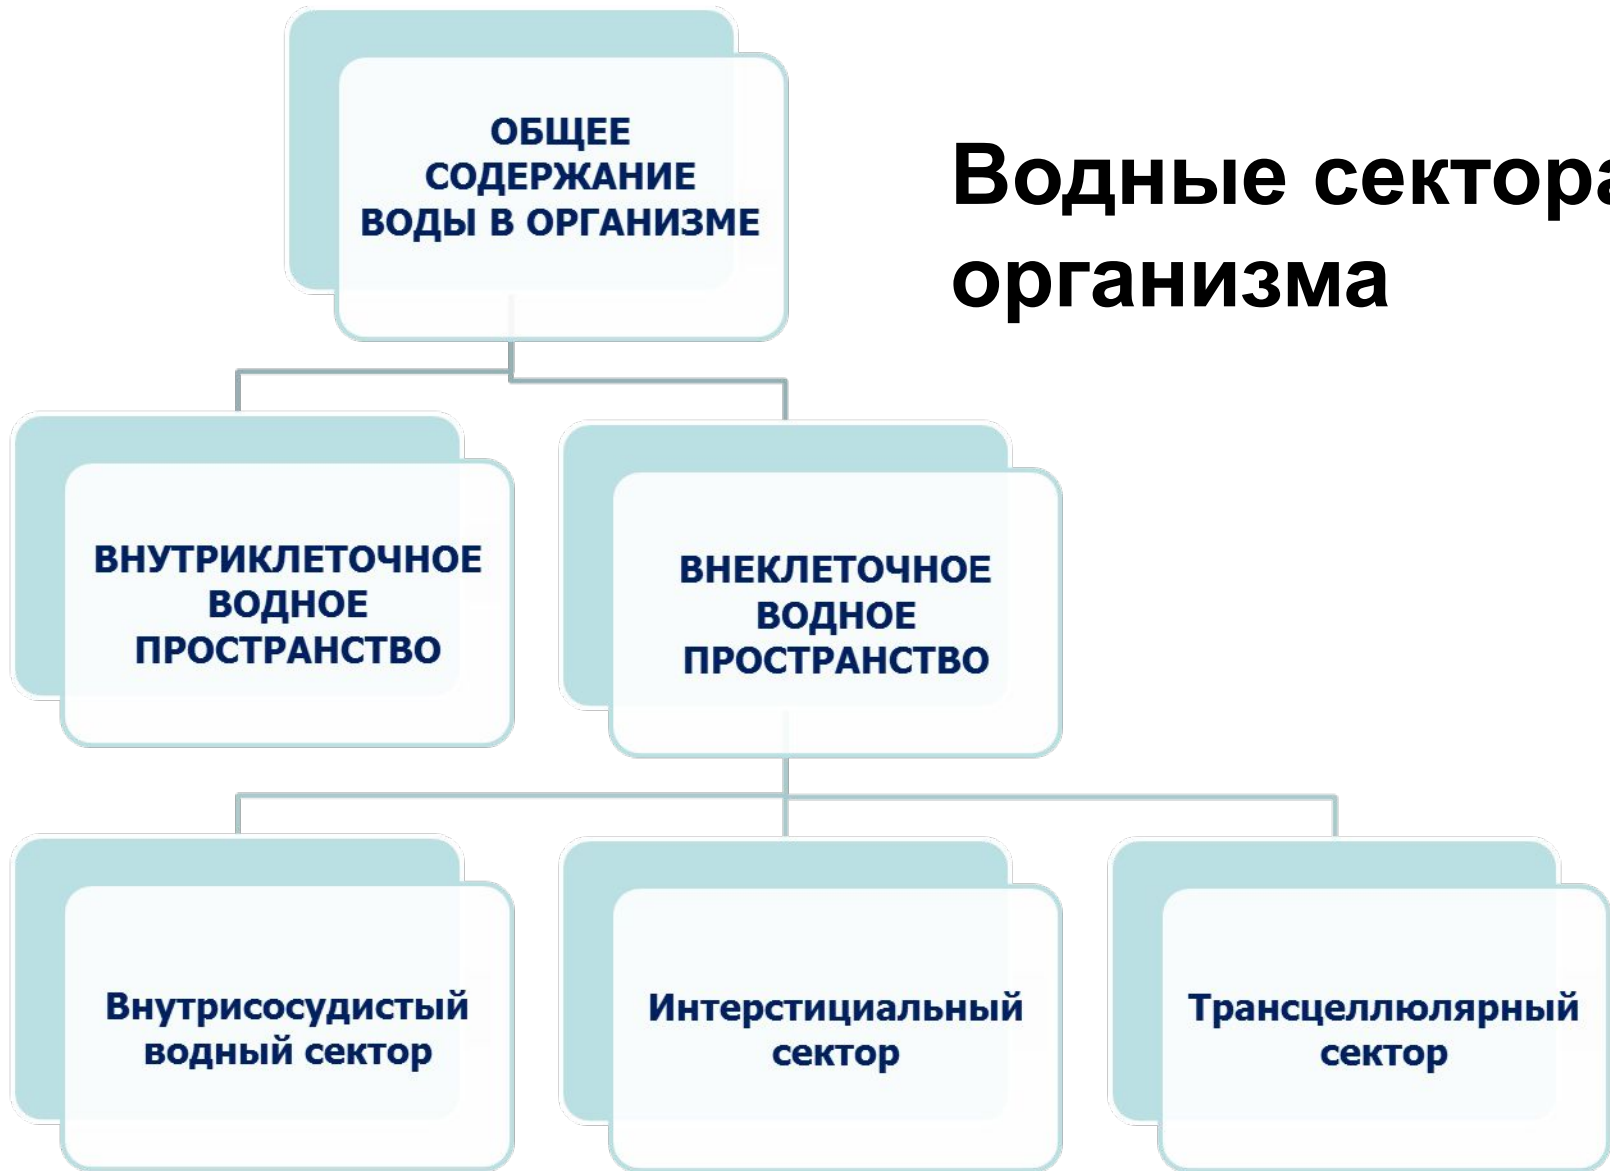 ОБЩЕЕ
СОДЕРЖАНИЕ
ВОДЫ В ОРГАНИЗМЕ
Водные сектора
организма
ВНУТРИКЛЕТОЧНОЕ
ВОДНОЕ
ПРОСТРАНСТВО
ВНЕКЛЕТОЧНОЕ
ВОДНОЕ
ПРОСТРАНСТВО
Внутрисосудистый
водный сектор
Интерстициальный
сектор
Трансцеллюлярный
сектор